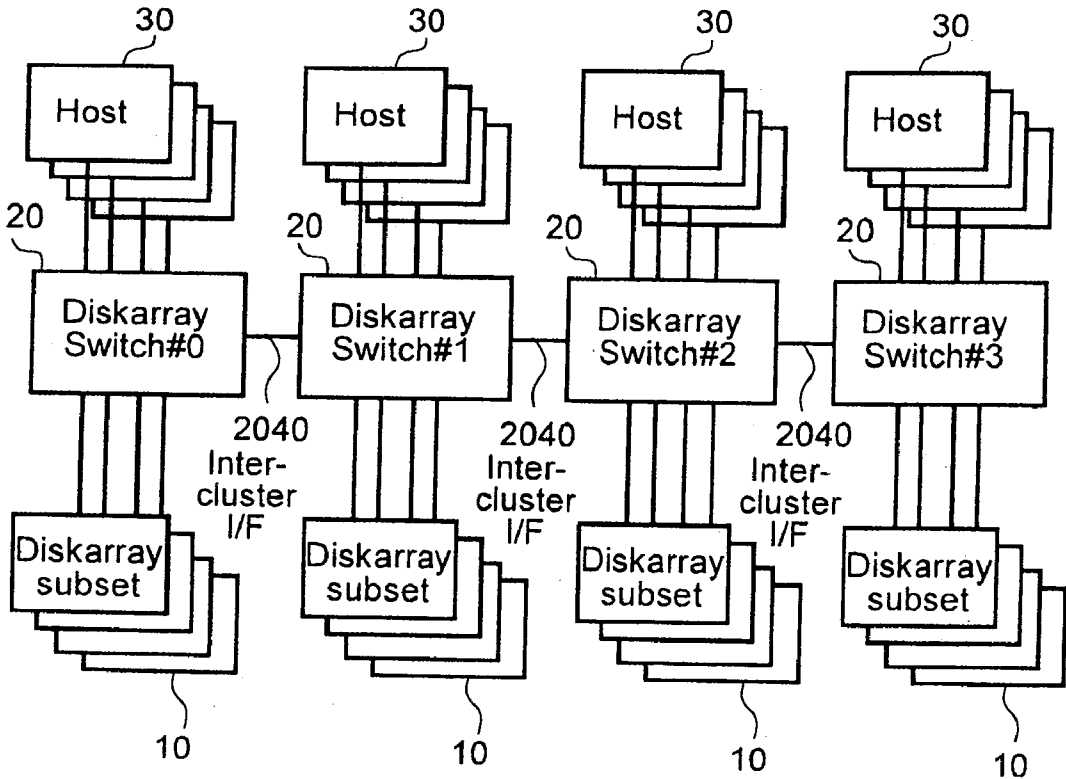 30 30 30 30
Host Host Host Host
20 20 20 20
Diskarray
Switch#0
Diskarray
Switch#1
Diskarray
Switch#2
Diskarray
Switch#3
2040
Inter-
cluster
I/F
2040
Inter-
cluster
I/F
2040
Inter-
cluster
I/F
Diskarray
subset
Diskarray
subset
Diskarray
subset
Diskarray
subset
10 10 10 10